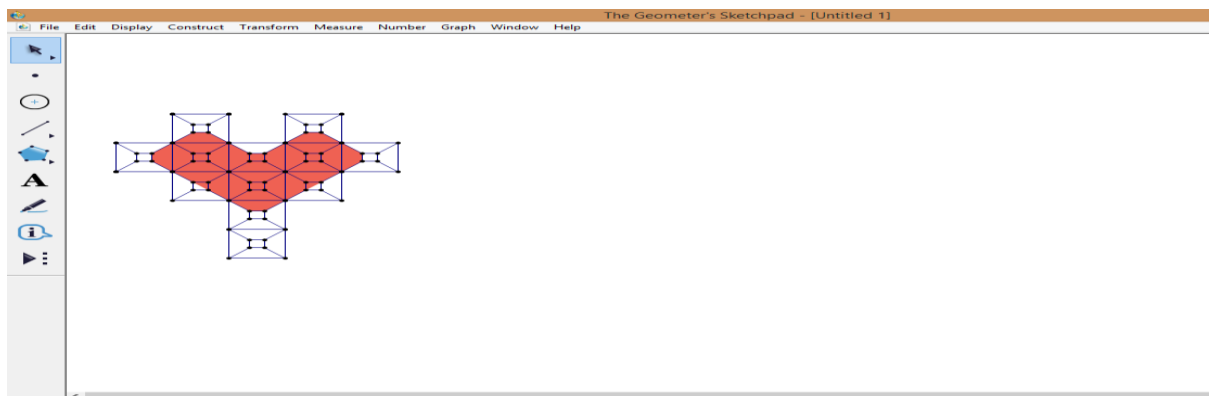 The Geometer's Sketchpad - [Untitled 1]
File Edit Display Construct Transform Measure Number Graph Window Help
A